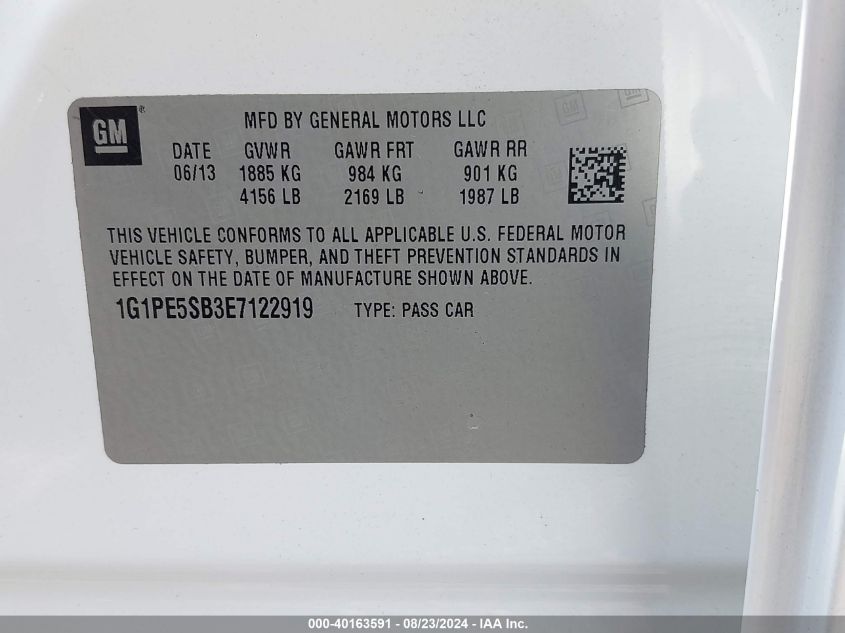 GM ®
MFD BY GENERAL MOTORS LLC
DATE GVWR GAWR FRT GAWR RR
06/13 1885 KG 984 KG 901 KG
4156 LB 2169 LB 1987 LB
THIS VEHICLE CONFORMS TO ALL APPLICABLE U.S. FEDERAL MOTOR
VEHICLE SAFETY, BUMPER, AND THEFT PREVENTION STANDARDS IN
EFFECT ON THE DATE OF MANUFACTURE SHOWN ABOVE.
1G1PE5SB3E7122919 TYPE: PASS CAR
000-40163591 - 08/23/2024 - IAA Inc.